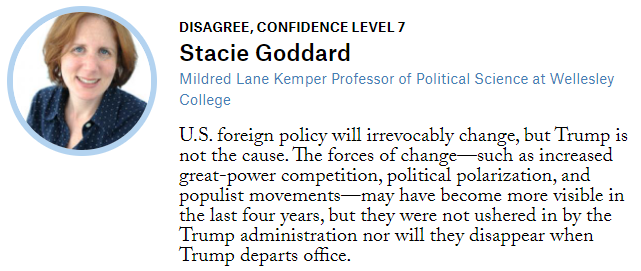 DISAGREE, CONFIDENCE LEVEL 7
Stacie Goddard
Mildred Lane Kemper Professor of Political Science at Wellesley
College
U.S. foreign policy will irrevocably change, but Trump is
not the cause. The forces of change—such as increased
great-power competition, political polarization, and
populist movements—may have become more visible in
the last four years, but they were not ushered in by the
Trump administration nor will they disappear when
Trump departs office.